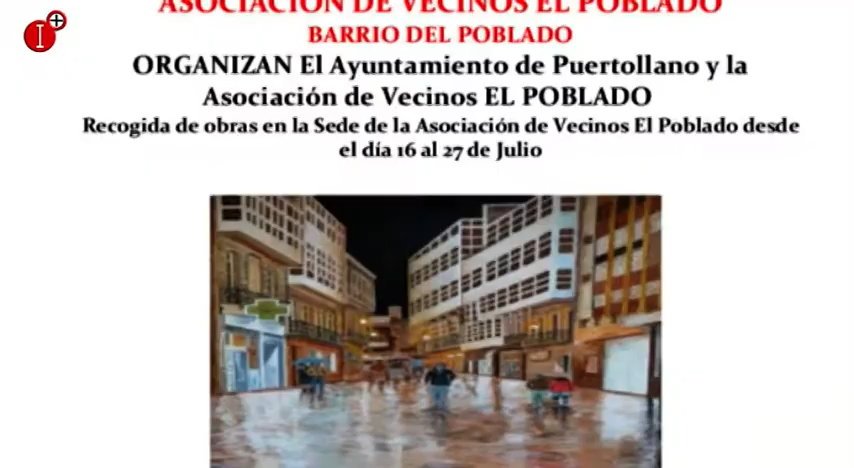 ASOCIACIÓN DE VECINOS EL POBLADO
BARRIO DEL POBLADO
ORGANIZAN El Ayuntamiento de Puertollano y la
Asociación de Vecinos EL POBLADO
Recogida de obras en la Sede de la Asociación de Vecinos El Poblado desde
el día 16 al 27 de Julio